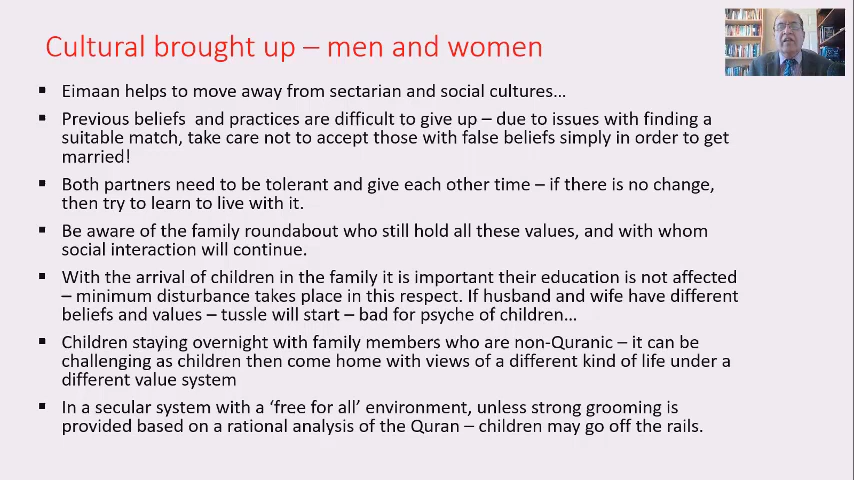 Cultural brought up – men and women
▪ Eimaan helps to move away from sectarian and social cultures…
▪ Previous beliefs and practices are difficult to give up – due to issues with finding a
suitable match, take care not to accept those with false beliefs simply in order to get
married!
▪ Both partners need to be tolerant and give each other time – if there is no change,
then try to learn to live with it.
▪ Be aware of the family roundabout who still hold all these values, and with whom
social interaction will continue.
▪ With the arrival of children in the family it is important their education is not affected
– minimum disturbance takes place in this respect. If husband and wife have different
beliefs and values – tussle will start – bad for psyche of children…
▪ Children staying overnight with family members who are non-Quranic – it can be
challenging as children then come home with views of a different kind of life under a
different value system
▪ In a secular system with a ‘free for all’ environment, unless strong grooming is
provided based on a rational analysis of the Quran – children may go off the rails.